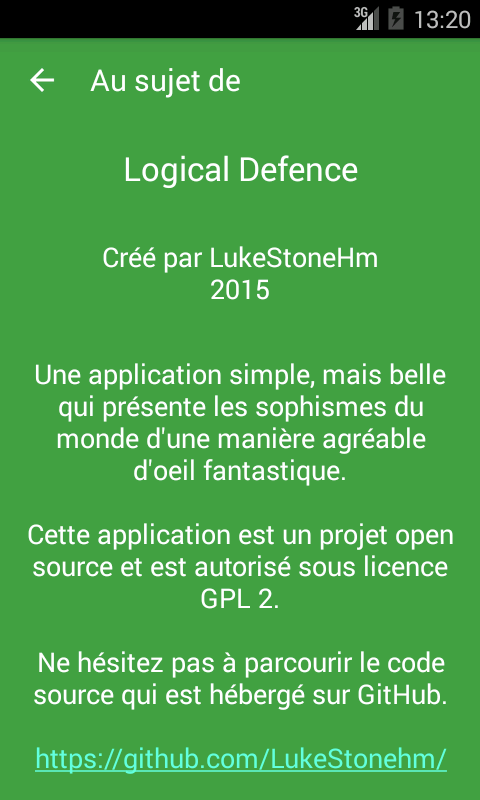 3G
13:20
Au sujet de
Logical Defence
Créé par LukeStoneHm
2015
Une application simple, mais belle
qui présente les sophismes du
monde d'une manière agréable
d'oeil fantastique.
Cette application est un projet open
source et est autorisé sous licence
GPL 2.
Ne hésitez pas à parcourir le code
source qui est hébergé sur GitHub.
https://github.com/LukeStonehm/